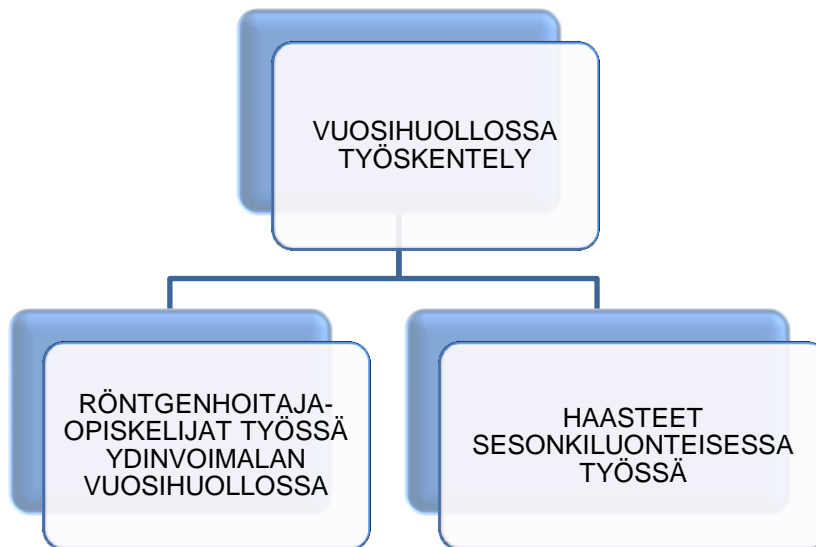 VUOSIHUOLLOSSA
TYÖSKENTELY
RÖNTGENHOITAJA-
OPISKELIJAT TYÖSSÄ
YDINVOIMALAN
VUOSIHUOLLOSSA
HAASTEET
SESONKILUONTEISESSA
TYÖSSÄ